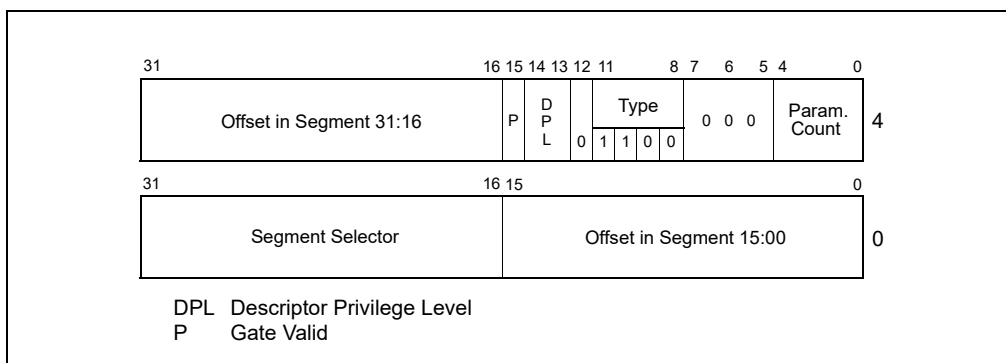 31 16 15 14 13 12 11 8 7 6 5 4 0
Offset in Segment 31:16 P D P L 0 Type 1 1 0 0 0 0 0 Param. Count 4
31 16 15 0
Segment Selector Offset in Segment 15:00 0
DPL Descriptor Privilege Level
P Gate Valid